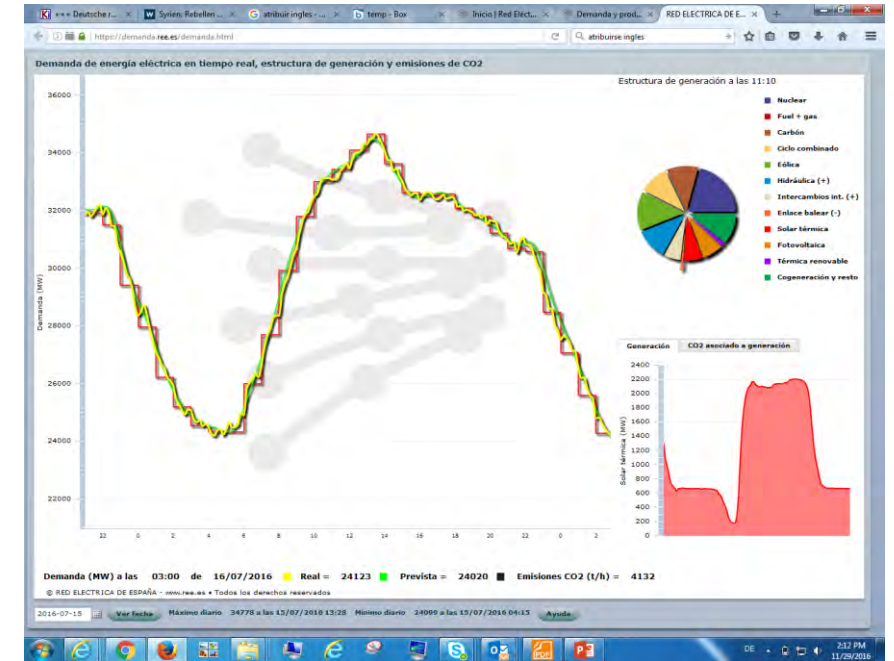 *** Deutsche r...
Syrien: Rebellen ...
atribuir ingles - ...
temp - Box
Inicio | Red Eléct...
Demanda y prod...
RED ELECTRICA DE E...
https://demanda.ree.es/demanda.html
atribuirse ingles
Demanda de energía eléctrica en tiempo real, estructura de generación y emisiones de CO2
Estructura de generación a las 11:10
Nuclear
Fuel + gas
Carbón
Ciclo combinado
Eólica
Hidráulica (+)
Intercambios int. (+)
Enlace balear (-)
Solar térmica
Fotovoltaica
Térmica renovable
Cogeneración y resto
36000
34000
32000
30000
28000
26000
24000
22000
Demanda (MW)
22 0 2 4 6 8 10 12 14 16 18 20 22 0 2
Generación
CO2 asociado a generación
2400
2200
2000
1800
1600
1400
1200
1000
800
600
400
200
0
Solar térmica (MW)
Demanda (MW) a las 03:00 de 16/07/2016 Real = 24123 Prevista = 24020 Emisiones CO2 (t/h) = 4132
© RED ELECTRICA DE ESPAÑA - www.ree.es • Todos los derechos reservados
2016-07-15 Ver fecha Máximo diario 34778 a las 15/07/2016 13:28 Mínimo diario 24099 a las 15/07/2016 04:15 Ayuda
DE
2:12 PM
11/29/2016